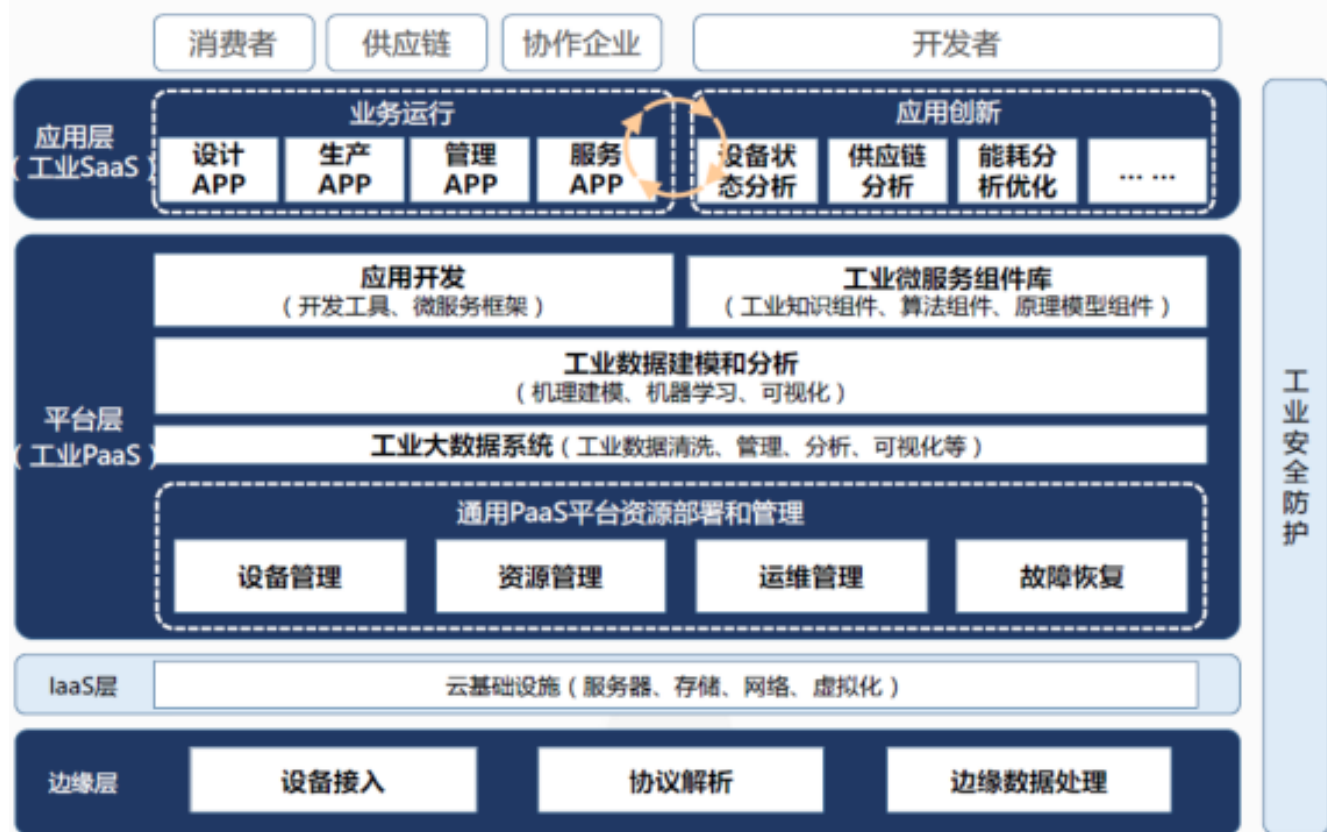 消费者
供应链
协作企业
开发者
应用层
（工业SaaS）
业务运行
设计
APP
生产
APP
管理
APP
服务
APP
应用创新
设备状
态分析
供应链
分析
能耗分
析优化
... ...
平台层
（工业PaaS）
应用开发
（开发工具、微服务框架）
工业微服务组件库
（工业知识组件、算法组件、原理模型组件）
工业数据建模和分析
（机理建模、机器学习、可视化）
工业大数据系统（工业数据清洗、管理、分析、可视化等）
通用PaaS平台资源部署和管理
设备管理
资源管理
运维管理
故障恢复
IaaS层
云基础设施（服务器、存储、网络、虚拟化）
边缘层
设备接入
协议解析
边缘数据处理
工业安全防护